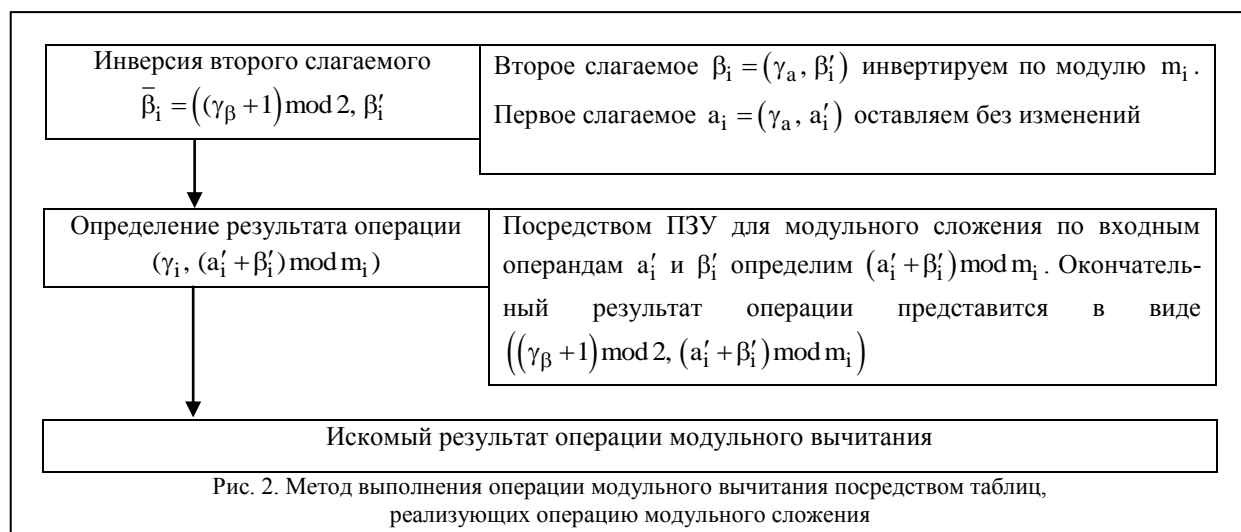 Инверсия второго слагаемого
β̅ᵢ = ((γ_β + 1) mod 2, β′ᵢ
Второе слагаемое βᵢ = (γₐ, β′ᵢ) инвертируем по модулю mᵢ.
Первое слагаемое aᵢ = (γₐ, a′ᵢ) оставляем без изменений
Определение результата операции
(γᵢ, (a′ᵢ + β′ᵢ) mod mᵢ)
Посредством ПЗУ для модульного сложения по входным
операндам a′ᵢ и β′ᵢ определим (a′ᵢ + β′ᵢ) mod mᵢ. Окончатель-
ный результат операции представится в виде
((γ_β + 1) mod 2, (a′ᵢ + β′ᵢ) mod mᵢ)
Искомый результат операции модульного вычитания
Рис. 2. Метод выполнения операции модульного вычитания посредством таблиц,
реализующих операцию модульного сложения